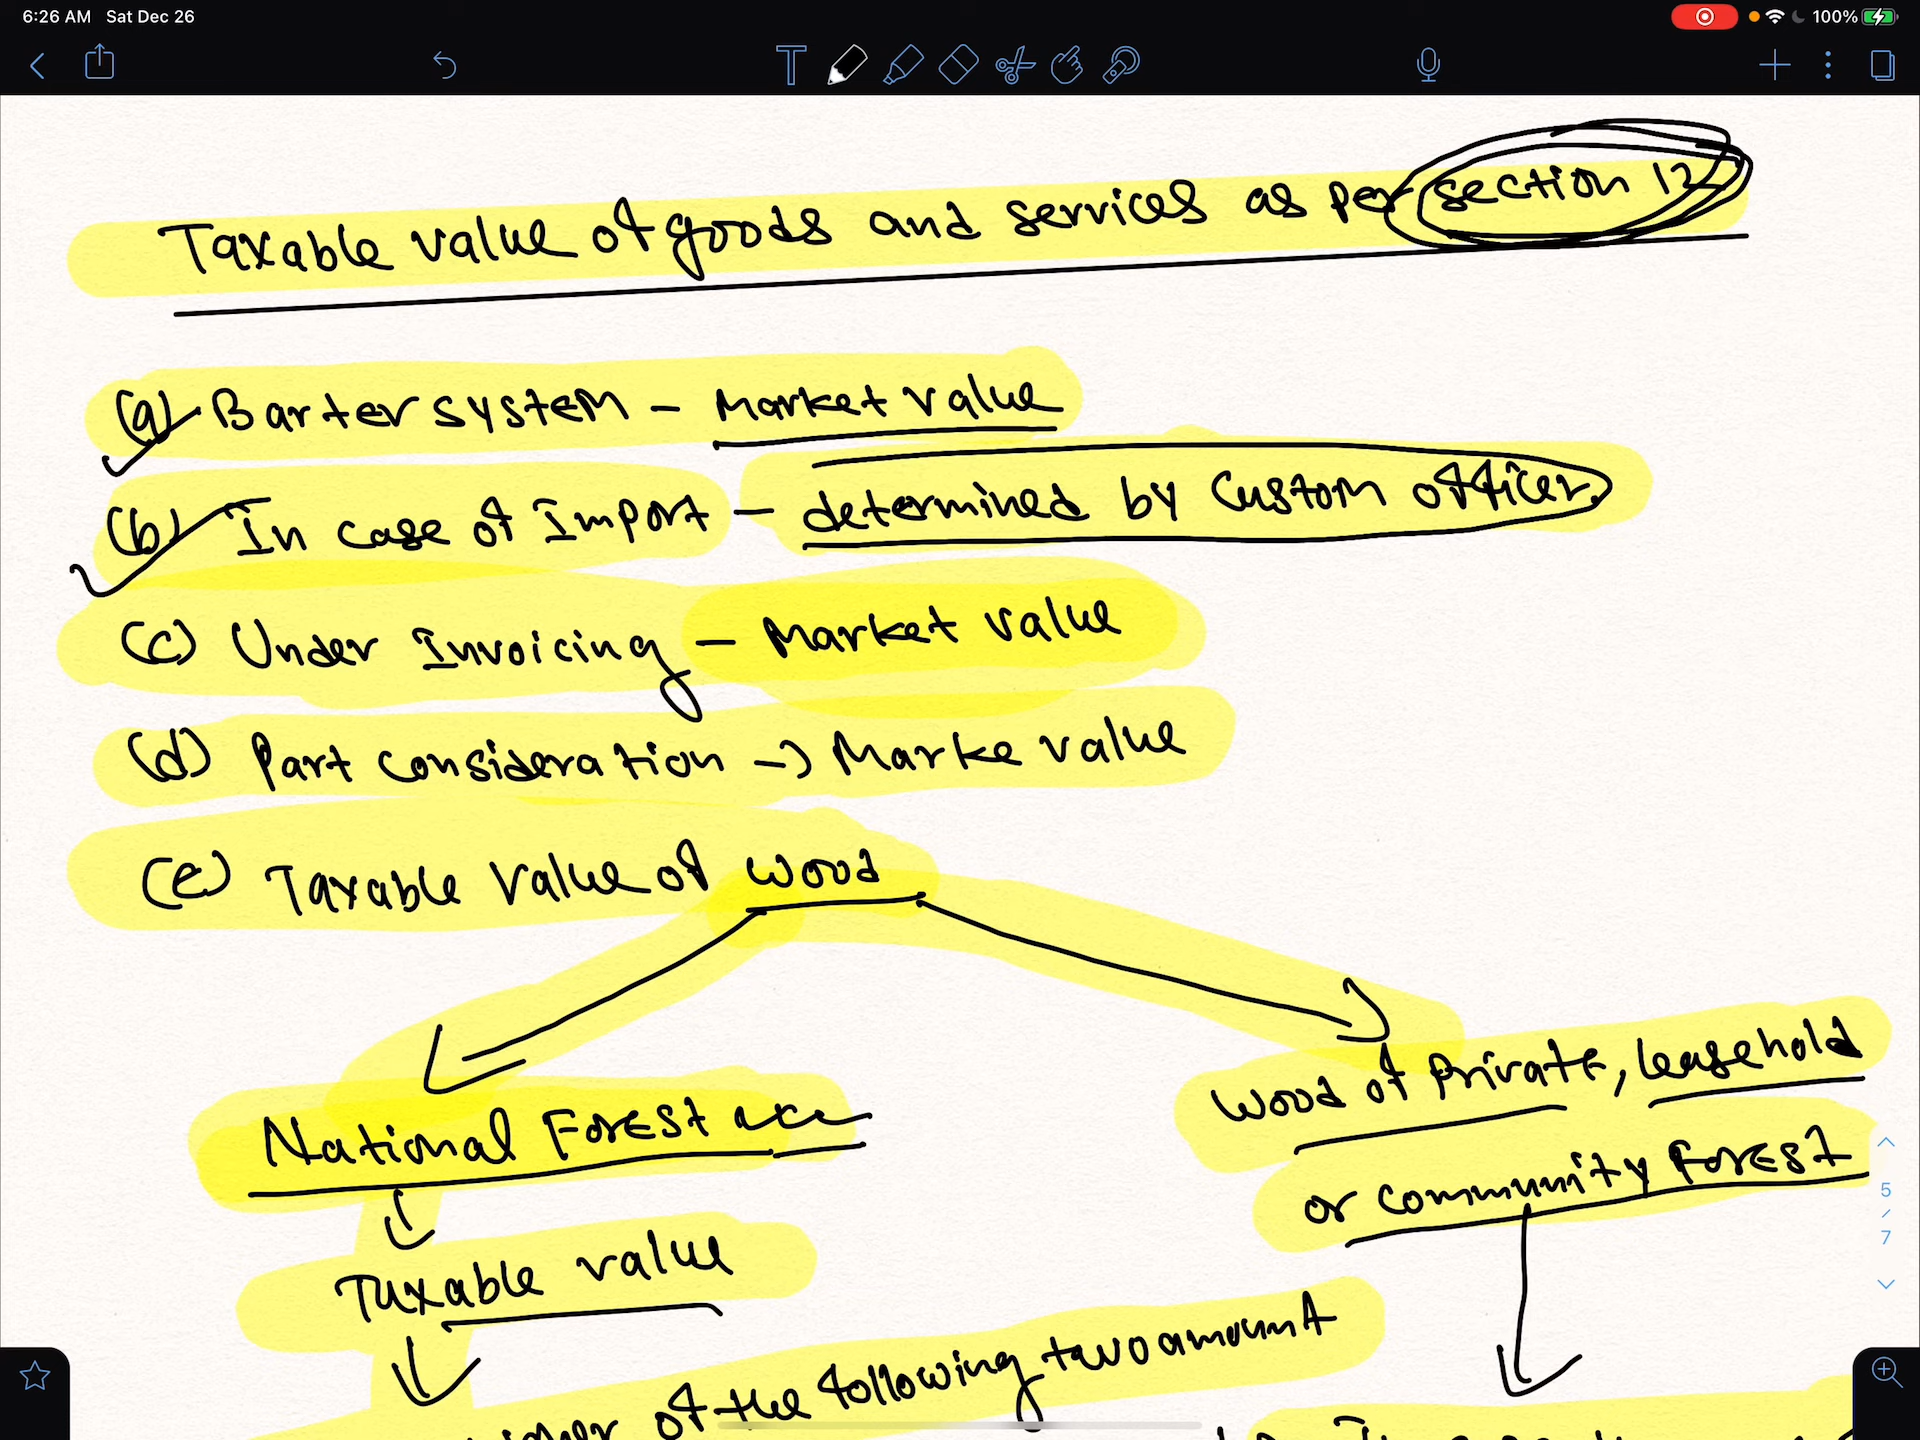 6:26 AM Sat Dec 26
100%
Taxable value of goods and services as per section 12
(a) Barter system - Market value
(b) In case of Import - determined by Custom officer
(c) Under Invoicing - Market value
(d) Part consideration -> Marke value
(e) Taxable value of wood
National Forest
Taxable value
of the following two amount
Wood of Private, leasehold
or community Forest
5
/
7